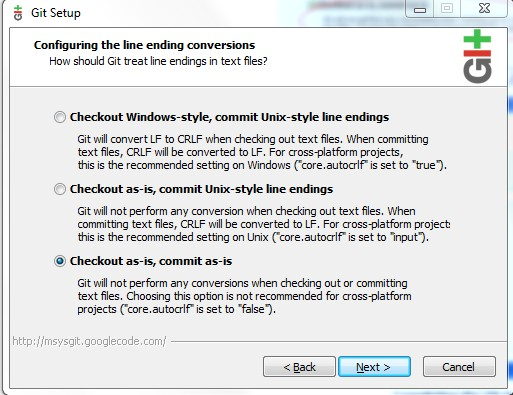 Git Setup
Configuring the line ending conversions
How should Git treat line endings in text files?
Checkout Windows-style, commit Unix-style line endings
Git will convert LF to CRLF when checking out text files. When committing
text files, CRLF will be converted to LF. For cross-platform projects,
this is the recommended setting on Windows ("core.autocrlf" is set to "true").
Checkout as-is, commit Unix-style line endings
Git will not perform any conversion when checking out text files. When
committing text files, CRLF will be converted to LF. For cross-platform project
this is the recommended setting on Unix ("core.autocrlf" is set to "input").
Checkout as-is, commit as-is
Git will not perform any conversions when checking out or committing
text files. Choosing this option is not recommended for cross-platform
projects ("core.autocrlf" is set to "false").
http://msysgit.googlecode.com/
< Back Next > Cancel